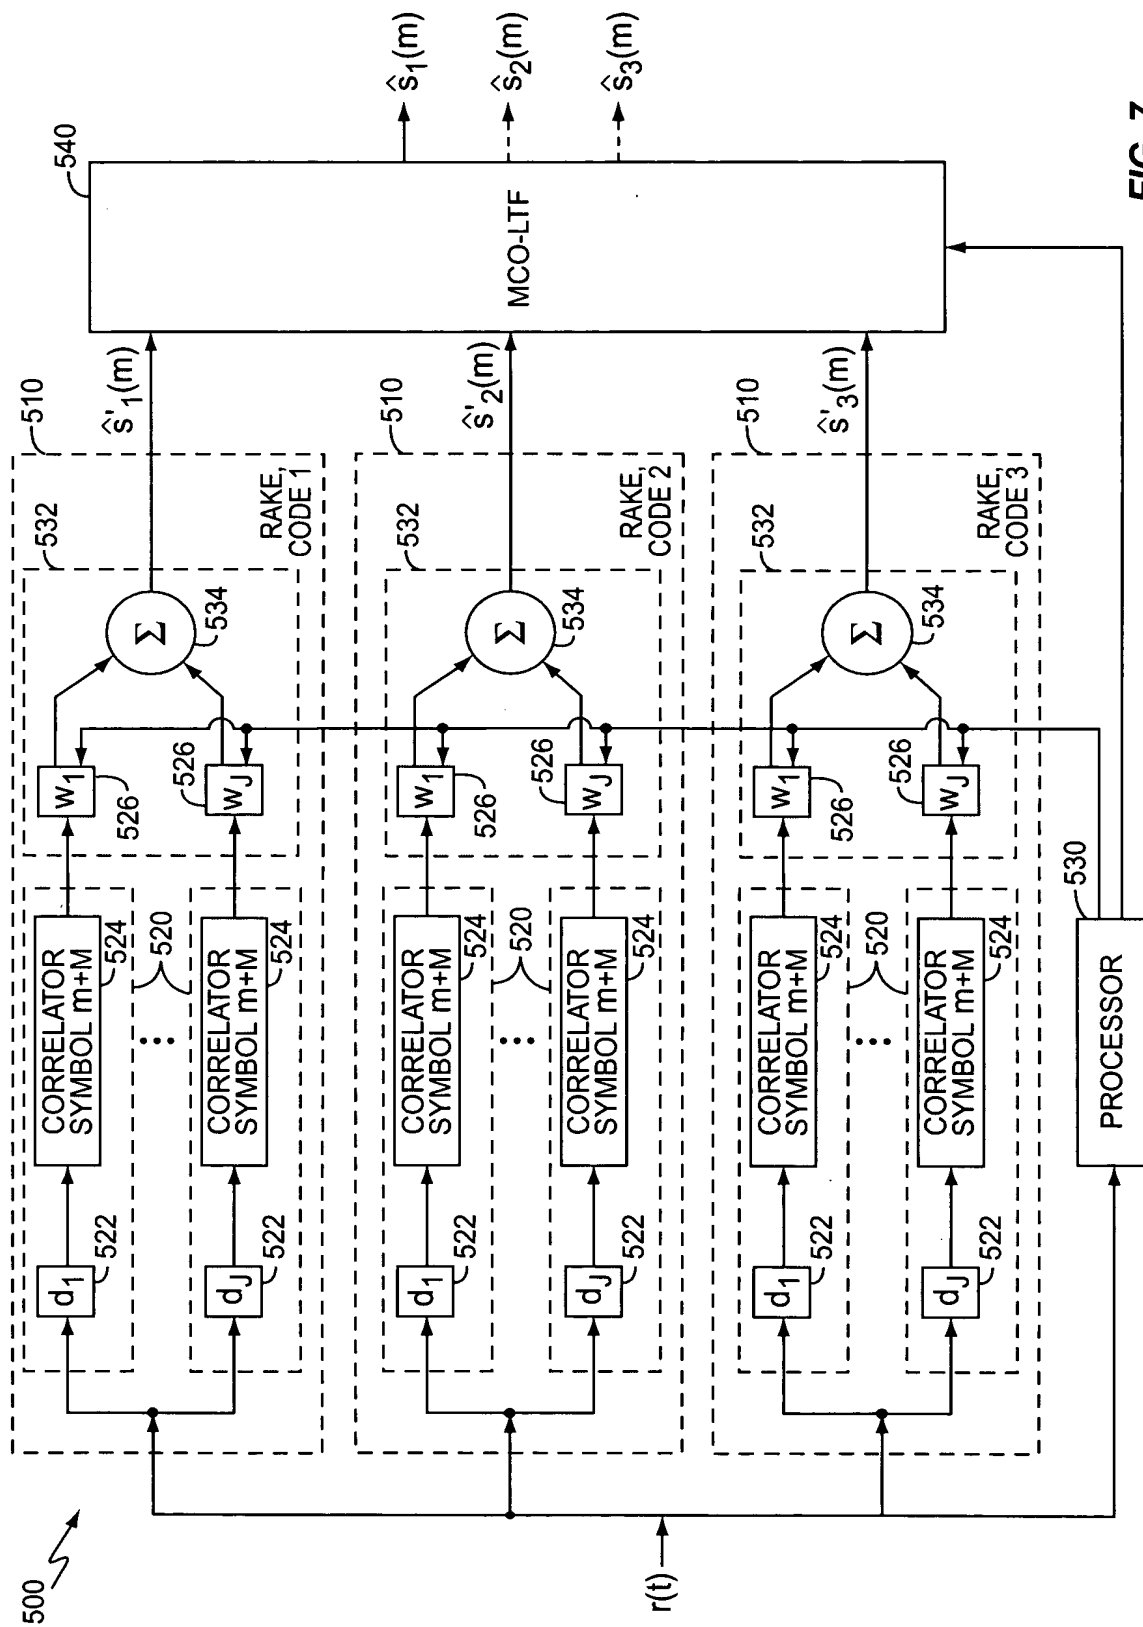 500
r(t)
510
RAKE,
CODE 1
532
d1
522
CORRELATOR
SYMBOL m+M
524
w1
526
520
...
dJ
522
CORRELATOR
SYMBOL m+M
524
wJ
526
Σ
534
ŝ'1(m)
510
RAKE,
CODE 2
532
d1
522
CORRELATOR
SYMBOL m+M
524
w1
526
520
...
dJ
522
CORRELATOR
SYMBOL m+M
524
wJ
526
Σ
534
ŝ'2(m)
510
RAKE,
CODE 3
532
d1
522
CORRELATOR
SYMBOL m+M
524
w1
526
520
...
dJ
522
CORRELATOR
SYMBOL m+M
524
wJ
526
Σ
534
ŝ'3(m)
PROCESSOR
530
MCO-LTF
540
ŝ1(m)
ŝ2(m)
ŝ3(m)
FIG. 7